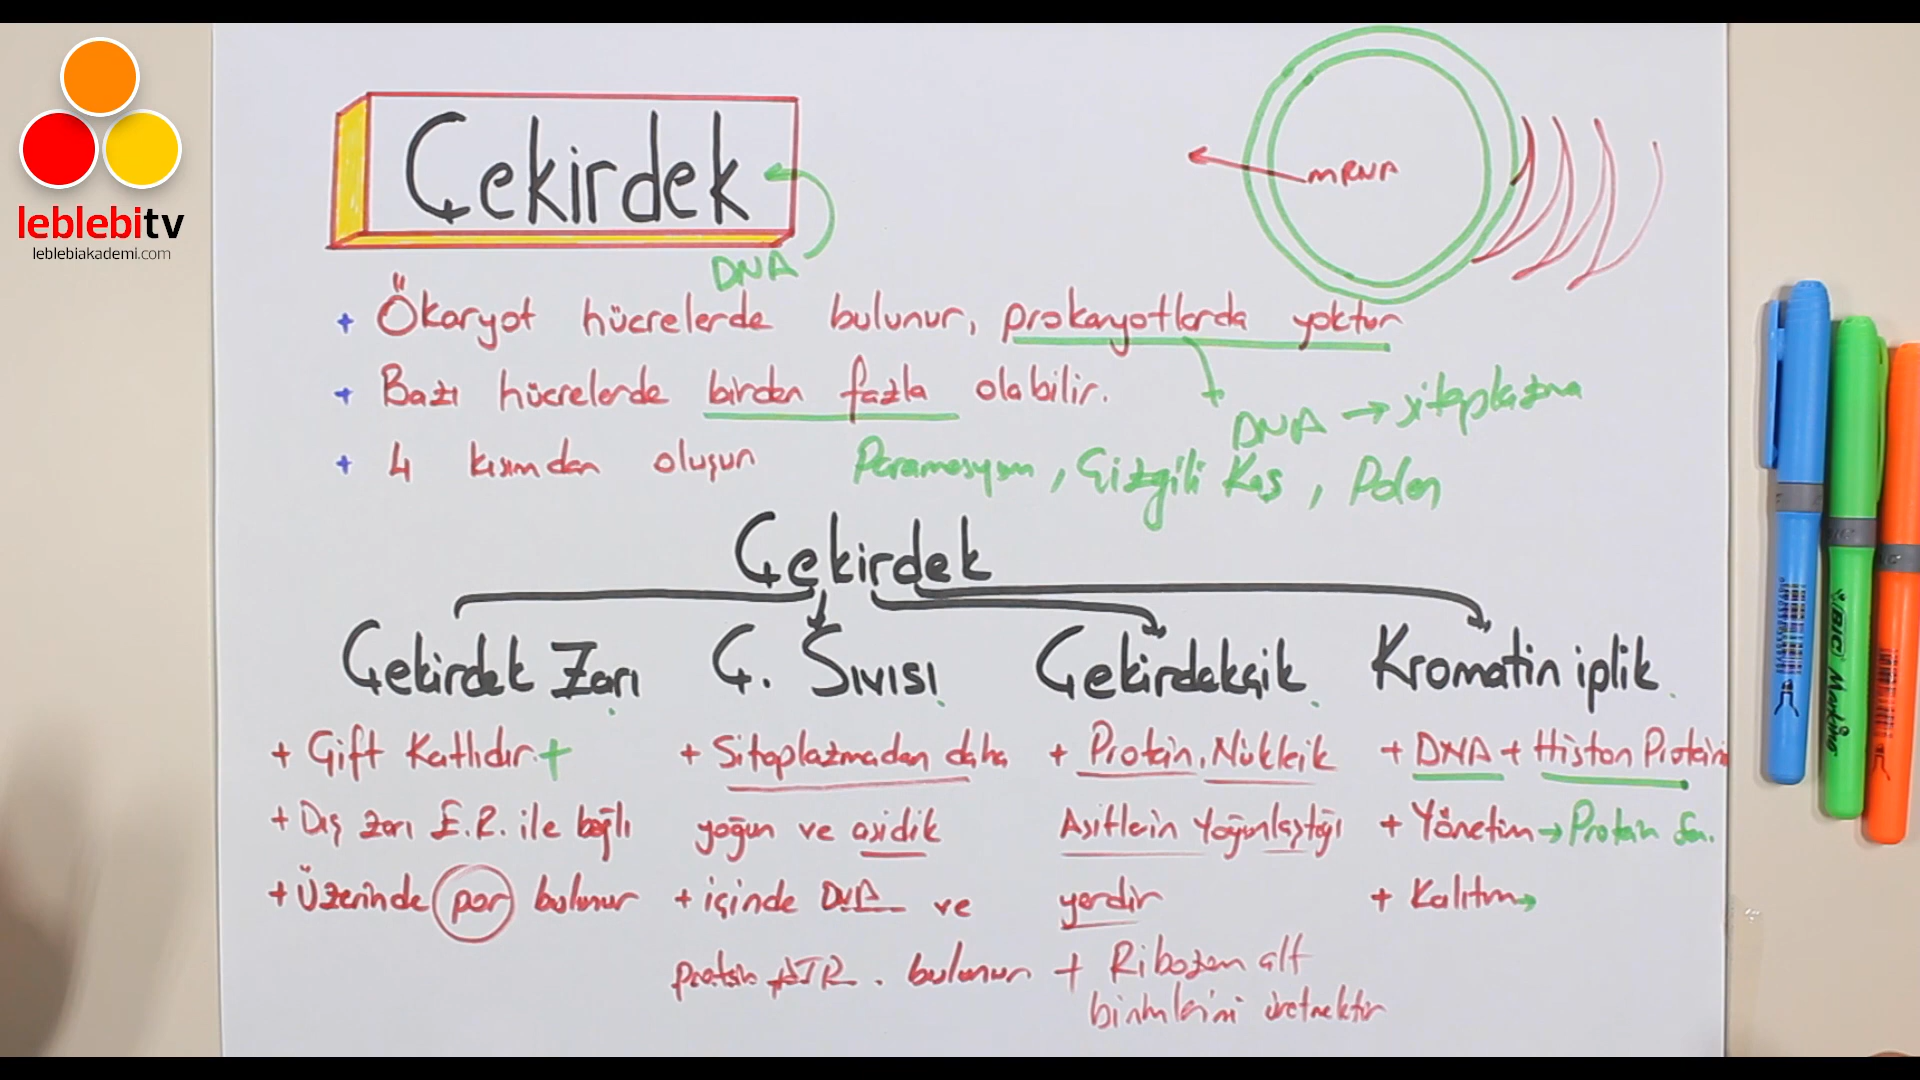 leblebitv
leblebiakademi.com
Çekirdek
DNA
mRNA
+ Ökaryot hücrelerde bulunur, prokaryotlarda yoktur
+ Bazı hücrelerde birden fazla olabilir.
DNA → sitoplazma
+ 4 kısımdan oluşur
Paramesyum, Çizgili Kas, Polen
Çekirdek
Çekirdek Zarı
+ Çift Katlıdır. +
+ Dış zarı E.R. ile bağlı
+ Üzerinde por bulunur
Ç. Sıvısı
+ Sitoplazmadan daha
yoğun ve asidik
+ içinde DNA ve
protein bulunur
Çekirdekçik
+ Protein, Nükleik
Asitlerin Yoğunlaştığı
yerdir
+ Ribozom alt
birimlerini üretmektir
Kromatin iplik
+ DNA + Histon Proteini
+ Yönetim → Protein Sen.
+ Kalıtım →
BIC Marking